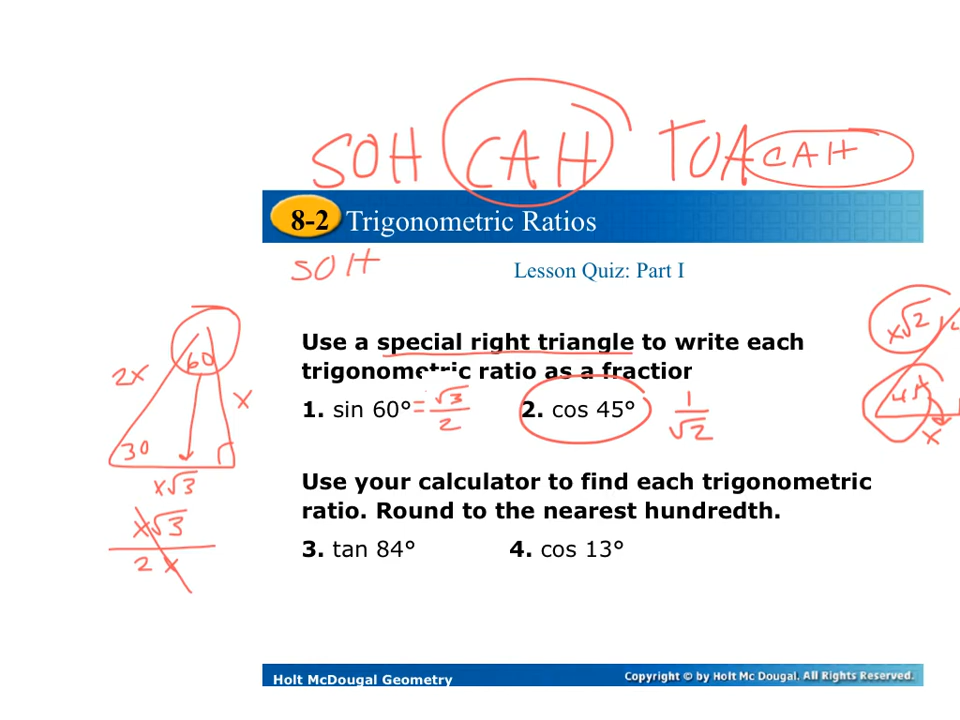 SOH CAH TOA CAH
8-2 Trigonometric Ratios
SOH
Lesson Quiz: Part I
Use a special right triangle to write each
trigonometric ratio as a fraction
1. sin 60° = √3/2 2. cos 45° 1/√2
60
2x
x
30
x√3
x√3
2x
x√2
45
x
Use your calculator to find each trigonometric
ratio. Round to the nearest hundredth.
3. tan 84° 4. cos 13°
Holt McDougal Geometry
Copyright © by Holt Mc Dougal. All Rights Reserved.